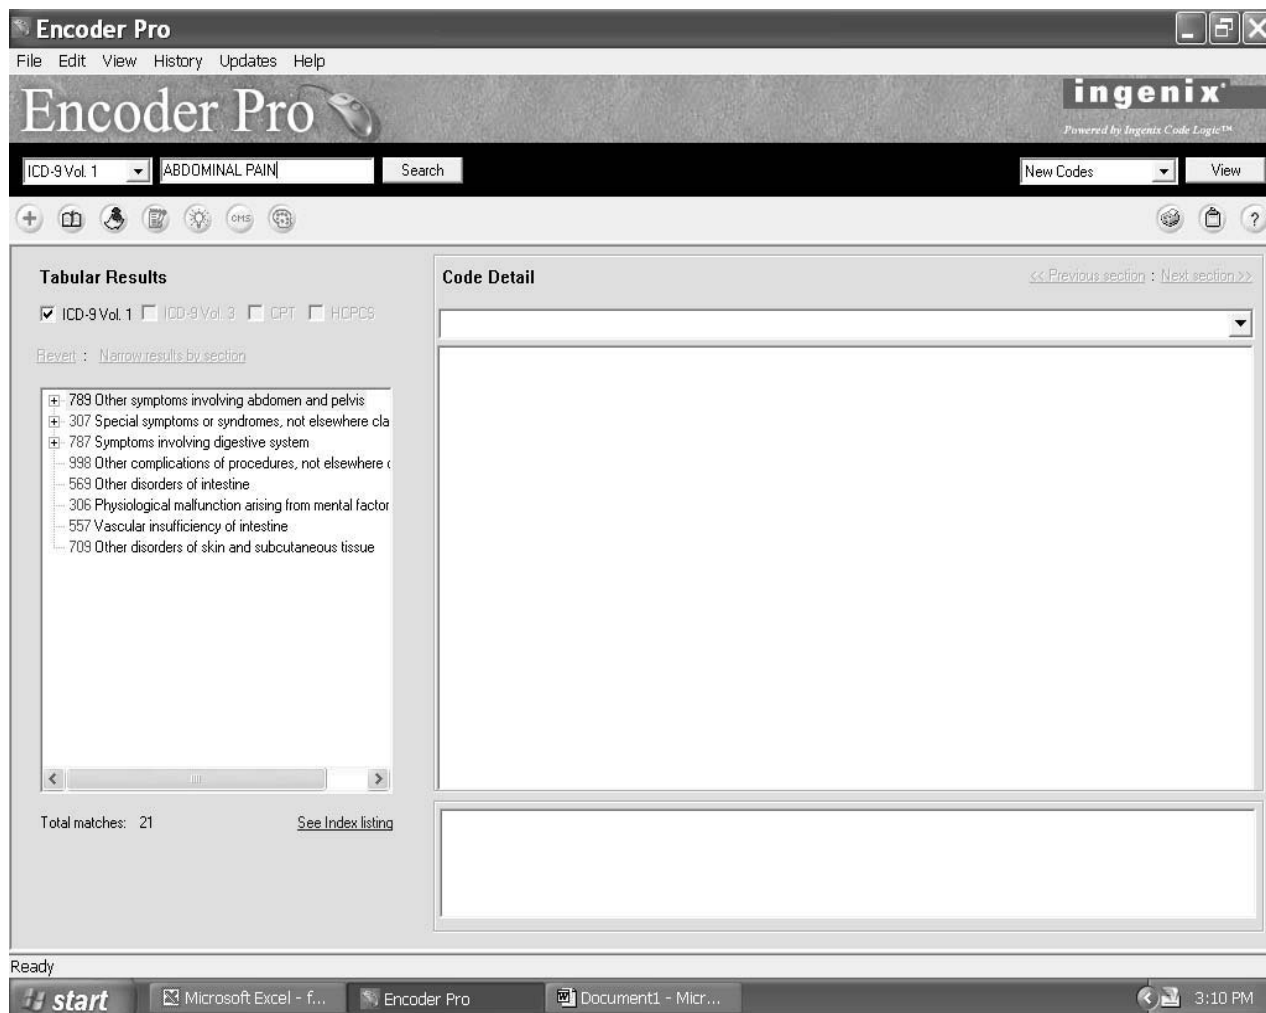 Encoder Pro
File Edit View History Updates Help
Encoder Pro
ingenix
Powered by Ingenix Code Logic™
ICD-9 Vol. 1 ABDOMINAL PAIN Search New Codes View
CMS ?
Tabular Results
ICD-9 Vol. 1 ICD-9 Vol. 3 CPT HCPCS
Revert : Narrow results by section
789 Other symptoms involving abdomen and pelvis
307 Special symptoms or syndromes, not elsewhere cla
787 Symptoms involving digestive system
998 Other complications of procedures, not elsewhere c
569 Other disorders of intestine
306 Physiological malfunction arising from mental factor
557 Vascular insufficiency of intestine
709 Other disorders of skin and subcutaneous tissue
Total matches: 21 See Index listing
Code Detail << Previous section : Next section >>
Ready
start Microsoft Excel - f... Encoder Pro Document1 - Micr... 3:10 PM